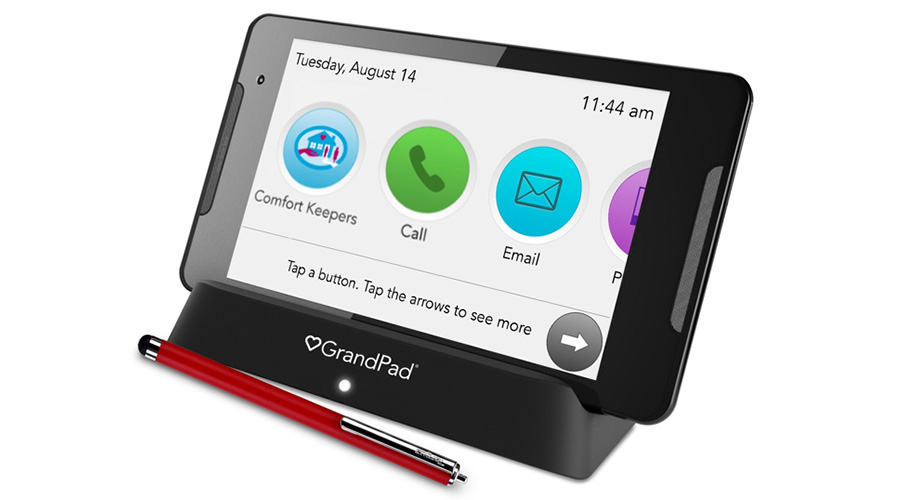 Tuesday, August 14
11:44 am
Comfort Keepers
Call
Email
P
Tap a button. Tap the arrows to see more
GrandPad®